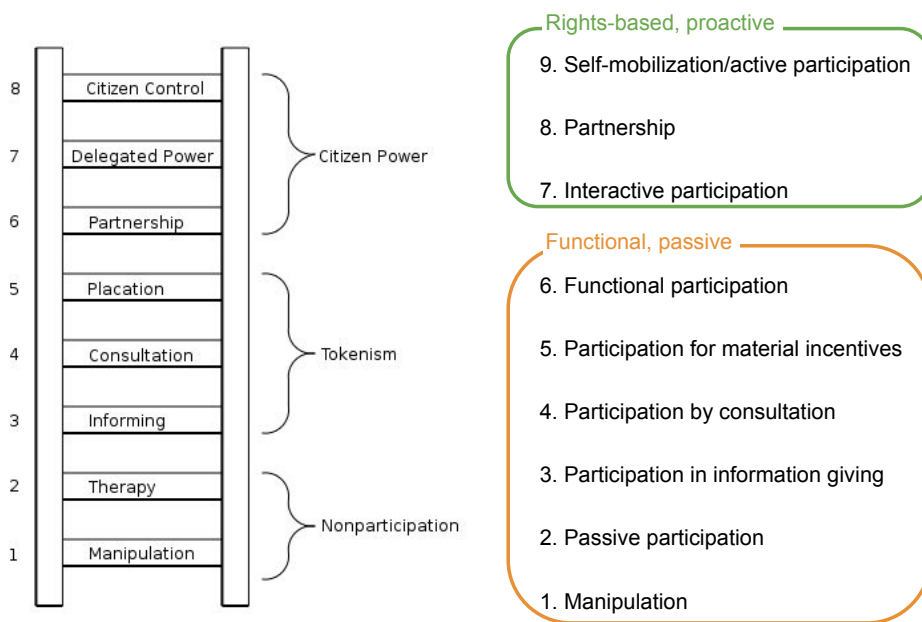 8 Citizen Control
7 Delegated Power
Citizen Power
6 Partnership
5 Placation
4 Consultation
Tokenism
3 Informing
2 Therapy
Nonparticipation
1 Manipulation
Rights-based, proactive
9. Self-mobilization/active participation
8. Partnership
7. Interactive participation
Functional, passive
6. Functional participation
5. Participation for material incentives
4. Participation by consultation
3. Participation in information giving
2. Passive participation
1. Manipulation